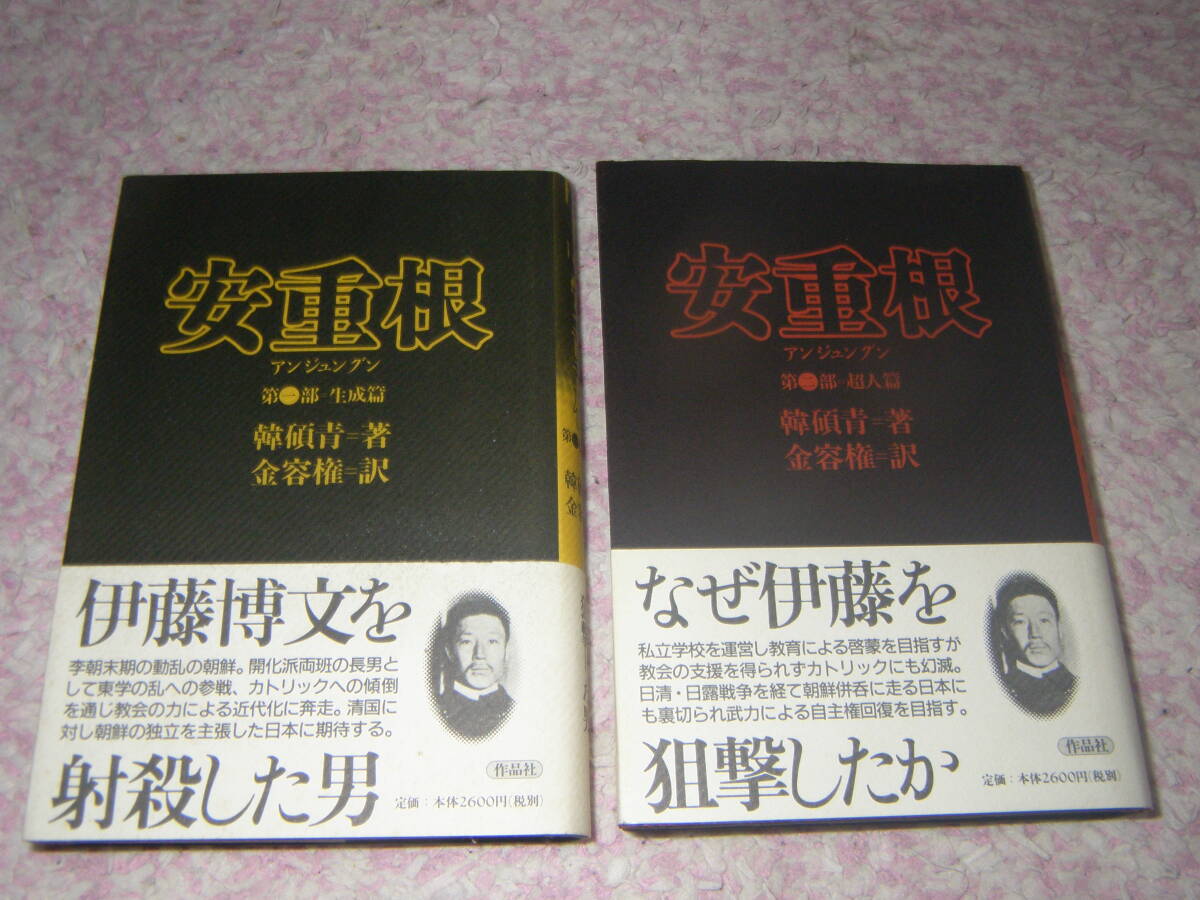 安重根
アンジュングン
第一部=生成篇
韓碩青=著
金容権=訳
伊藤博文を
李朝末期の動乱の朝鮮。開化派両班の長男と
して東学の乱への参戦、カトリックへの傾倒
を通じ教会の力による近代化に奔走。清国に
対し朝鮮の独立を主張した日本に期待する。
射殺した男
作品社
定価:本体2600円(税別)
安重根
アンジュングン
第二部=超人篇
韓碩青=著
金容権=訳
なぜ伊藤を
私立学校を運営し教育による啓蒙を目指すが
教会の支援を得られずカトリックにも幻滅。
日清・日露戦争を経て朝鮮併呑に走る日本に
も裏切られ武力による自主権回復を目指す。
狙撃したか
作品社
定価:本体2600円(税別)